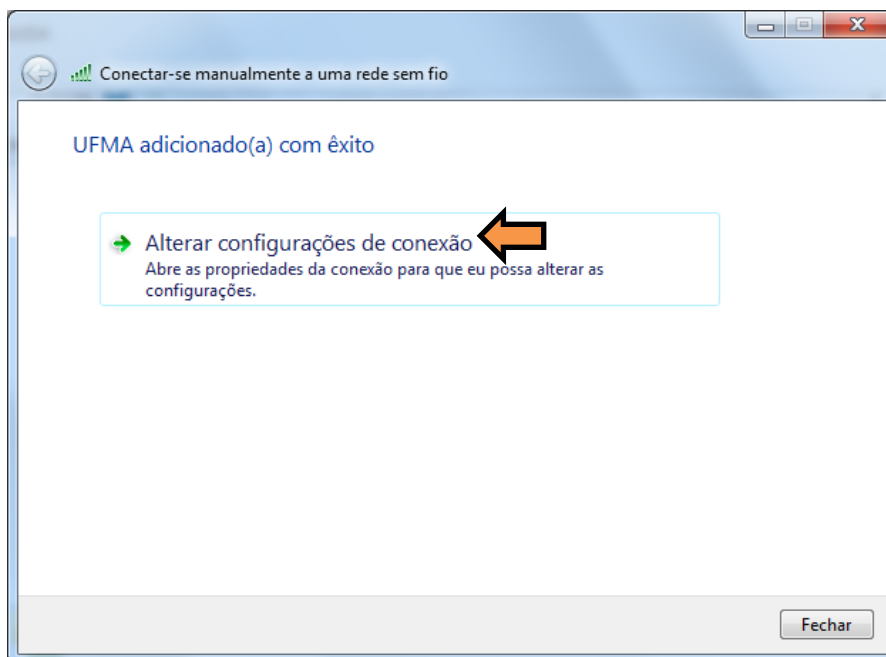 Conectar-se manualmente a uma rede sem fio
UFMA adicionado(a) com êxito
Alterar configurações de conexão
Abre as propriedades da conexão para que eu possa alterar as
configurações.
Fechar